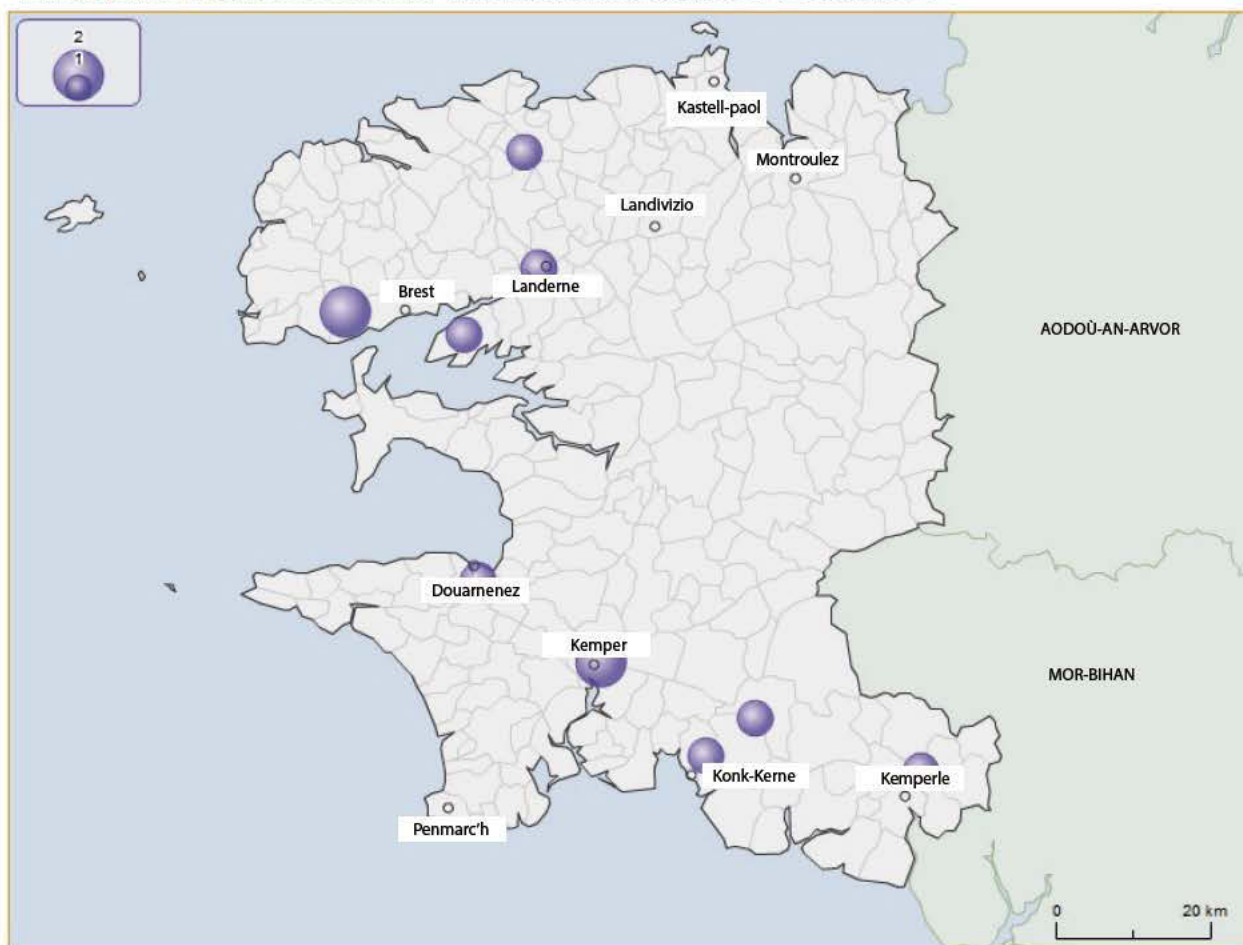 2
1
Kastell-paol
Montroulez
Landivizio
Brest
Landerne
AODOÙ-AN-ARVOR
Douarnenez
Kemper
MOR-BIHAN
Konk-Kerne
Kemperle
Penmarc'h
0 20 km